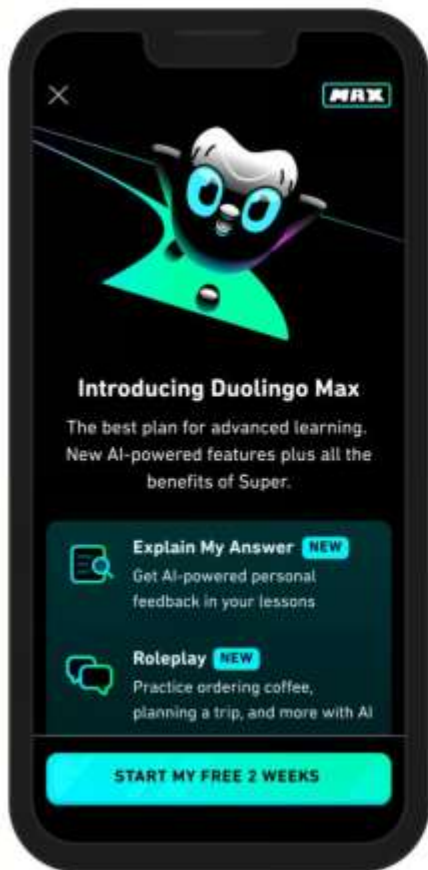 MAX
Introducing Duolingo Max
The best plan for advanced learning.
New AI-powered features plus all the
benefits of Super.
Explain My Answer NEW
Get AI-powered personal
feedback in your lessons
Roleplay NEW
Practice ordering coffee,
planning a trip, and more with AI
START MY FREE 2 WEEKS